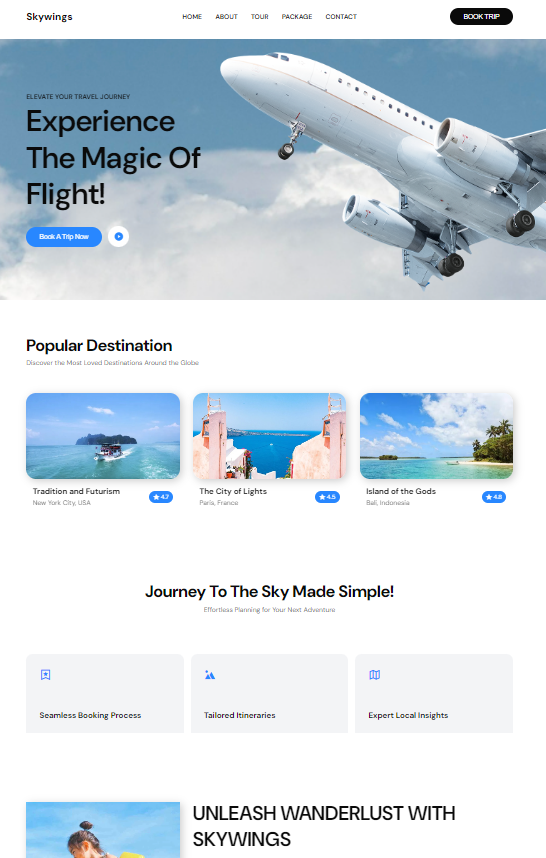 Skywings
HOME ABOUT TOUR PACKAGE CONTACT
BOOK TRIP
ELEVATE YOUR TRAVEL JOURNEY
Experience
The Magic Of
Flight!
Book A Trip Now
Popular Destination
Discover the Most Loved Destinations Around the Globe
Tradition and Futurism
New York City, USA
4.7
The City of Lights
Paris, France
4.5
Island of the Gods
Bali, Indonesia
4.8
Journey To The Sky Made Simple!
Effortless Planning for Your Next Adventure
Seamless Booking Process
Tailored Itineraries
Expert Local Insights
UNLEASH WANDERLUST WITH
SKYWINGS